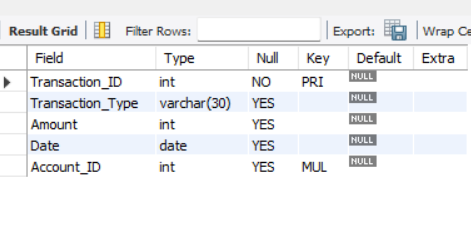 Result Grid Filter Rows: Export: Wrap Ce
Field Type Null Key Default Extra
Transaction_ID int NO PRI NULL
Transaction_Type varchar(30) YES NULL
Amount int YES NULL
Date date YES NULL
Account_ID int YES MUL NULL